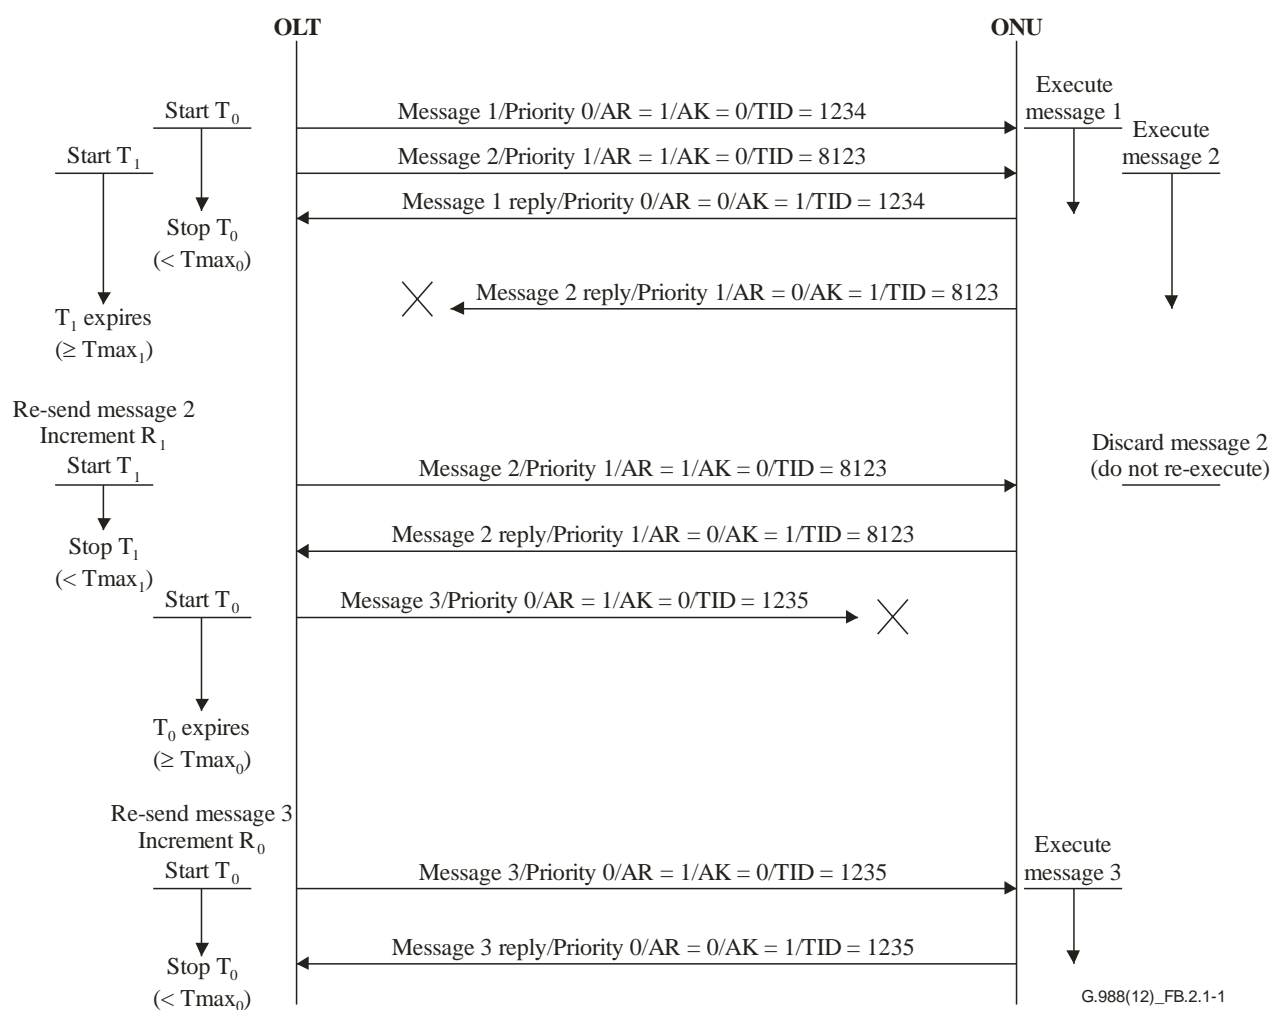 OLT
ONU
Execute
message 1
Start T0
Message 1/Priority 0/AR = 1/AK = 0/TID = 1234
Execute
message 2
Start T1
Message 2/Priority 1/AR = 1/AK = 0/TID = 8123
Message 1 reply/Priority 0/AR = 0/AK = 1/TID = 1234
Stop T0
(< Tmax0)
Message 2 reply/Priority 1/AR = 0/AK = 1/TID = 8123
T1 expires
(≥ Tmax1)
Re-send message 2
Increment R1
Start T1
Message 2/Priority 1/AR = 1/AK = 0/TID = 8123
Discard message 2
(do not re-execute)
Message 2 reply/Priority 1/AR = 0/AK = 1/TID = 8123
Stop T1
(< Tmax1)
Start T0
Message 3/Priority 0/AR = 1/AK = 0/TID = 1235
T0 expires
(≥ Tmax0)
Re-send message 3
Increment R0
Start T0
Message 3/Priority 0/AR = 1/AK = 0/TID = 1235
Execute
message 3
Message 3 reply/Priority 0/AR = 0/AK = 1/TID = 1235
Stop T0
(< Tmax0)
G.988(12)_FB.2.1-1